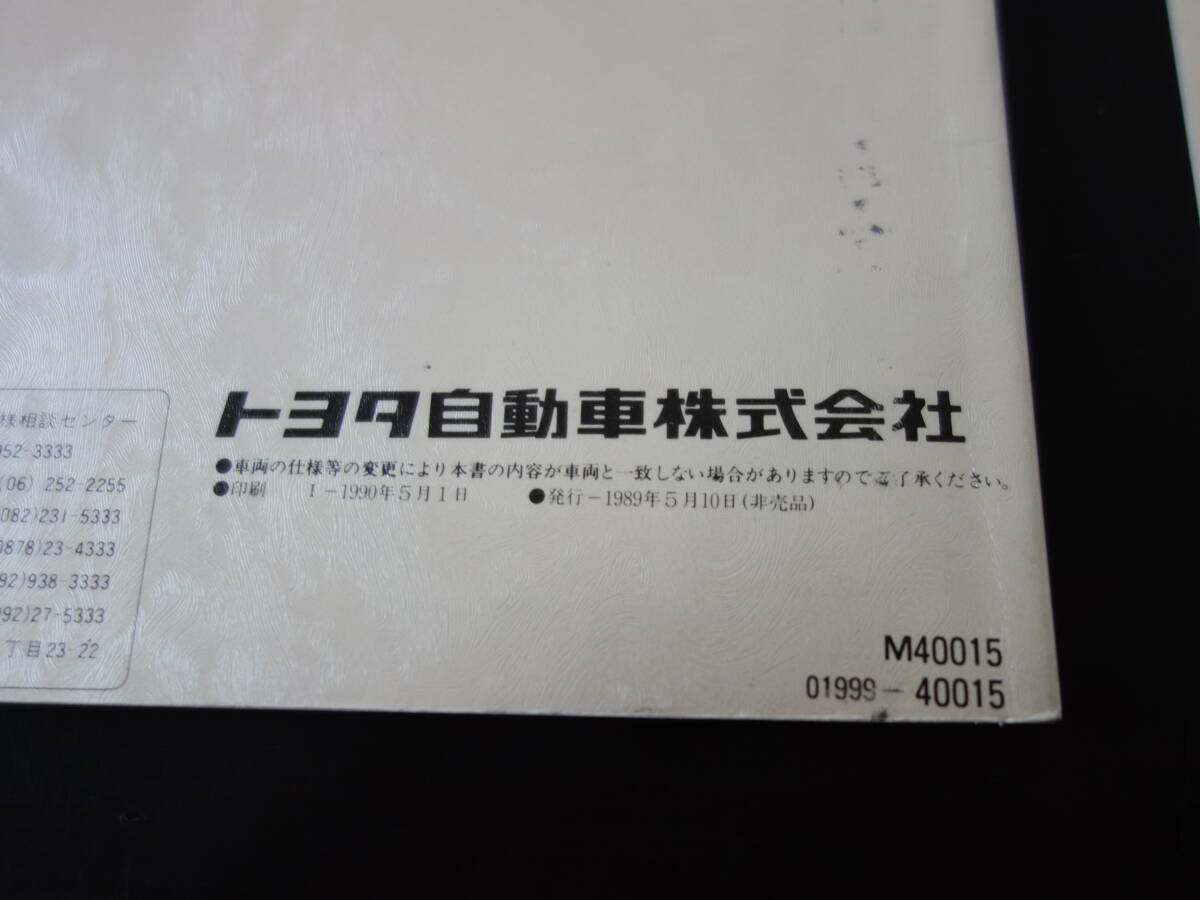 様相談センター
952-3333
(06) 252-2255
082)231-5333
0878)23-4333
92)938-3333
992)27-5333
丁目23-22
トヨタ自動車株式会社
●車両の仕様等の変更により本書の内容が車両と一致しない場合がありますのでご了承ください。
●印刷 I－1990年5月1日 ●発行－1989年5月10日(非売品)
M40015
01999－40015